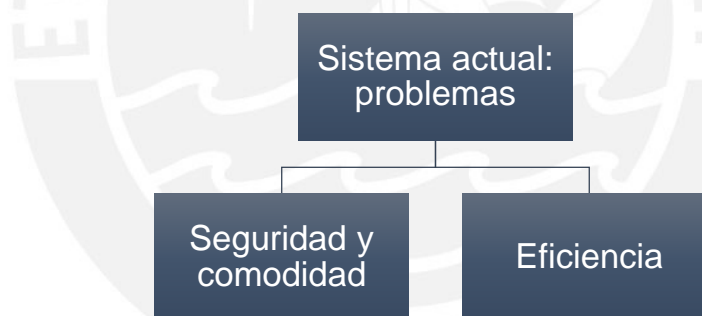 Sistema actual:
problemas
Seguridad y
comodidad
Eficiencia